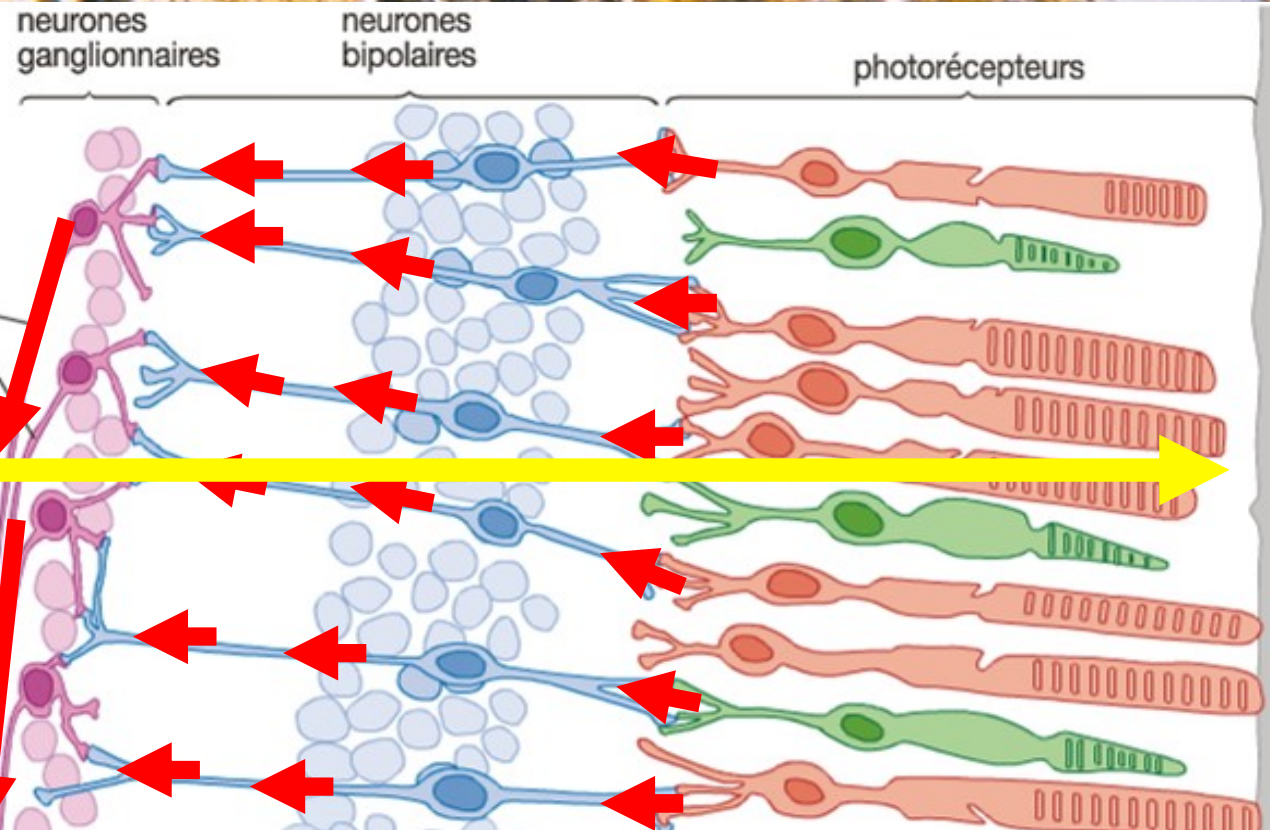 neurones
ganglionnaires
neurones
bipolaires
photorécepteurs